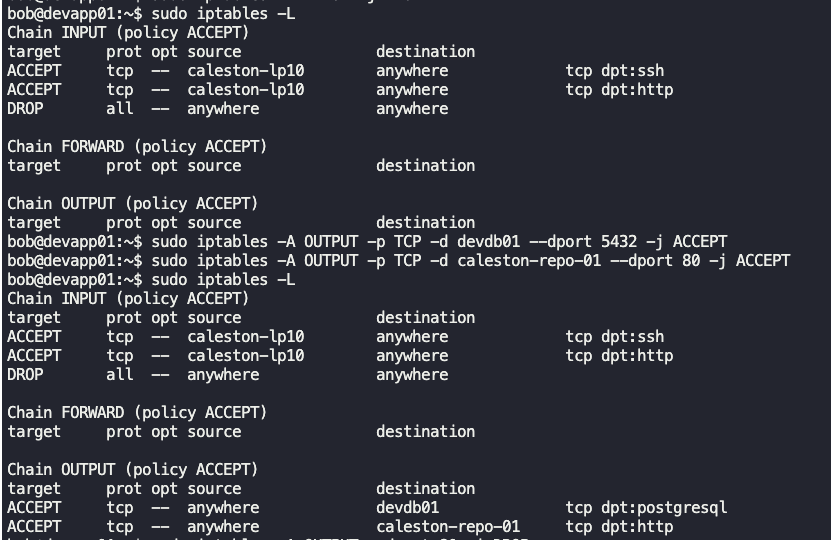 bob@devapp01:~$ sudo iptables -L
Chain INPUT (policy ACCEPT)
target prot opt source destination
ACCEPT tcp -- caleston-lp10 anywhere tcp dpt:ssh
ACCEPT tcp -- caleston-lp10 anywhere tcp dpt:http
DROP all -- anywhere anywhere
Chain FORWARD (policy ACCEPT)
target prot opt source destination
Chain OUTPUT (policy ACCEPT)
target prot opt source destination
bob@devapp01:~$ sudo iptables -A OUTPUT -p TCP -d devdb01 --dport 5432 -j ACCEPT
bob@devapp01:~$ sudo iptables -A OUTPUT -p TCP -d caleston-repo-01 --dport 80 -j ACCEPT
bob@devapp01:~$ sudo iptables -L
Chain INPUT (policy ACCEPT)
target prot opt source destination
ACCEPT tcp -- caleston-lp10 anywhere tcp dpt:ssh
ACCEPT tcp -- caleston-lp10 anywhere tcp dpt:http
DROP all -- anywhere anywhere
Chain FORWARD (policy ACCEPT)
target prot opt source destination
Chain OUTPUT (policy ACCEPT)
target prot opt source destination
ACCEPT tcp -- anywhere devdb01 tcp dpt:postgresql
ACCEPT tcp -- anywhere caleston-repo-01 tcp dpt:http